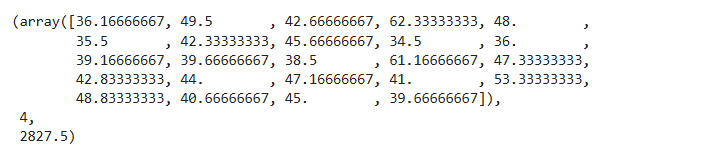 (array([36.16666667, 49.5       , 42.66666667, 62.33333333, 48.        ,
        35.5       , 42.33333333, 45.66666667, 34.5       , 36.        ,
        39.16666667, 39.66666667, 38.5       , 61.16666667, 47.33333333,
        42.83333333, 44.        , 47.16666667, 41.        , 53.33333333,
        48.83333333, 40.66666667, 45.        , 39.66666667]),
 4,
 2827.5)